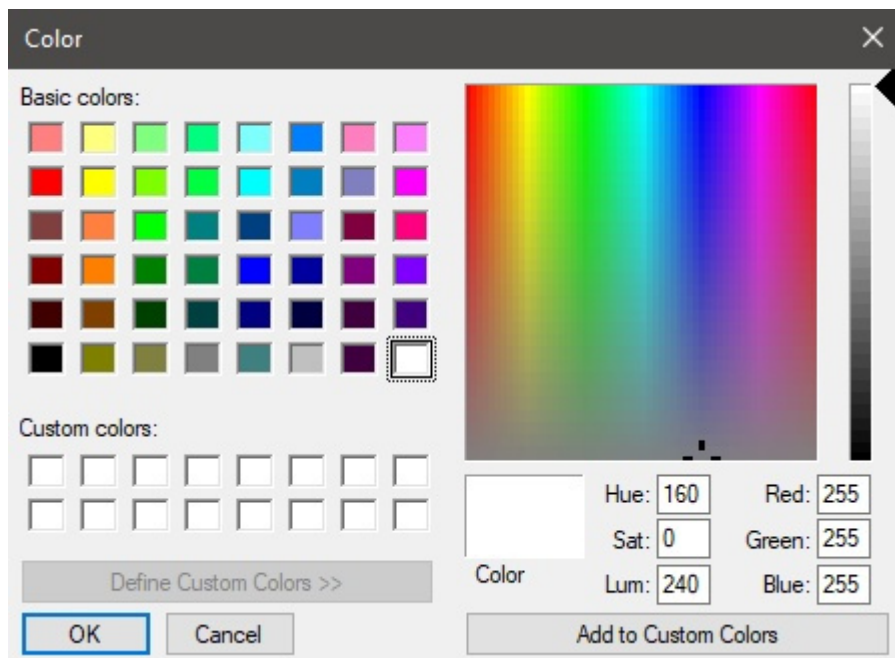 Color
Basic colors:
Custom colors:
Define Custom Colors >>
OK Cancel
Color
Hue: 160 Red: 255
Sat: 0 Green: 255
Lum: 240 Blue: 255
Add to Custom Colors